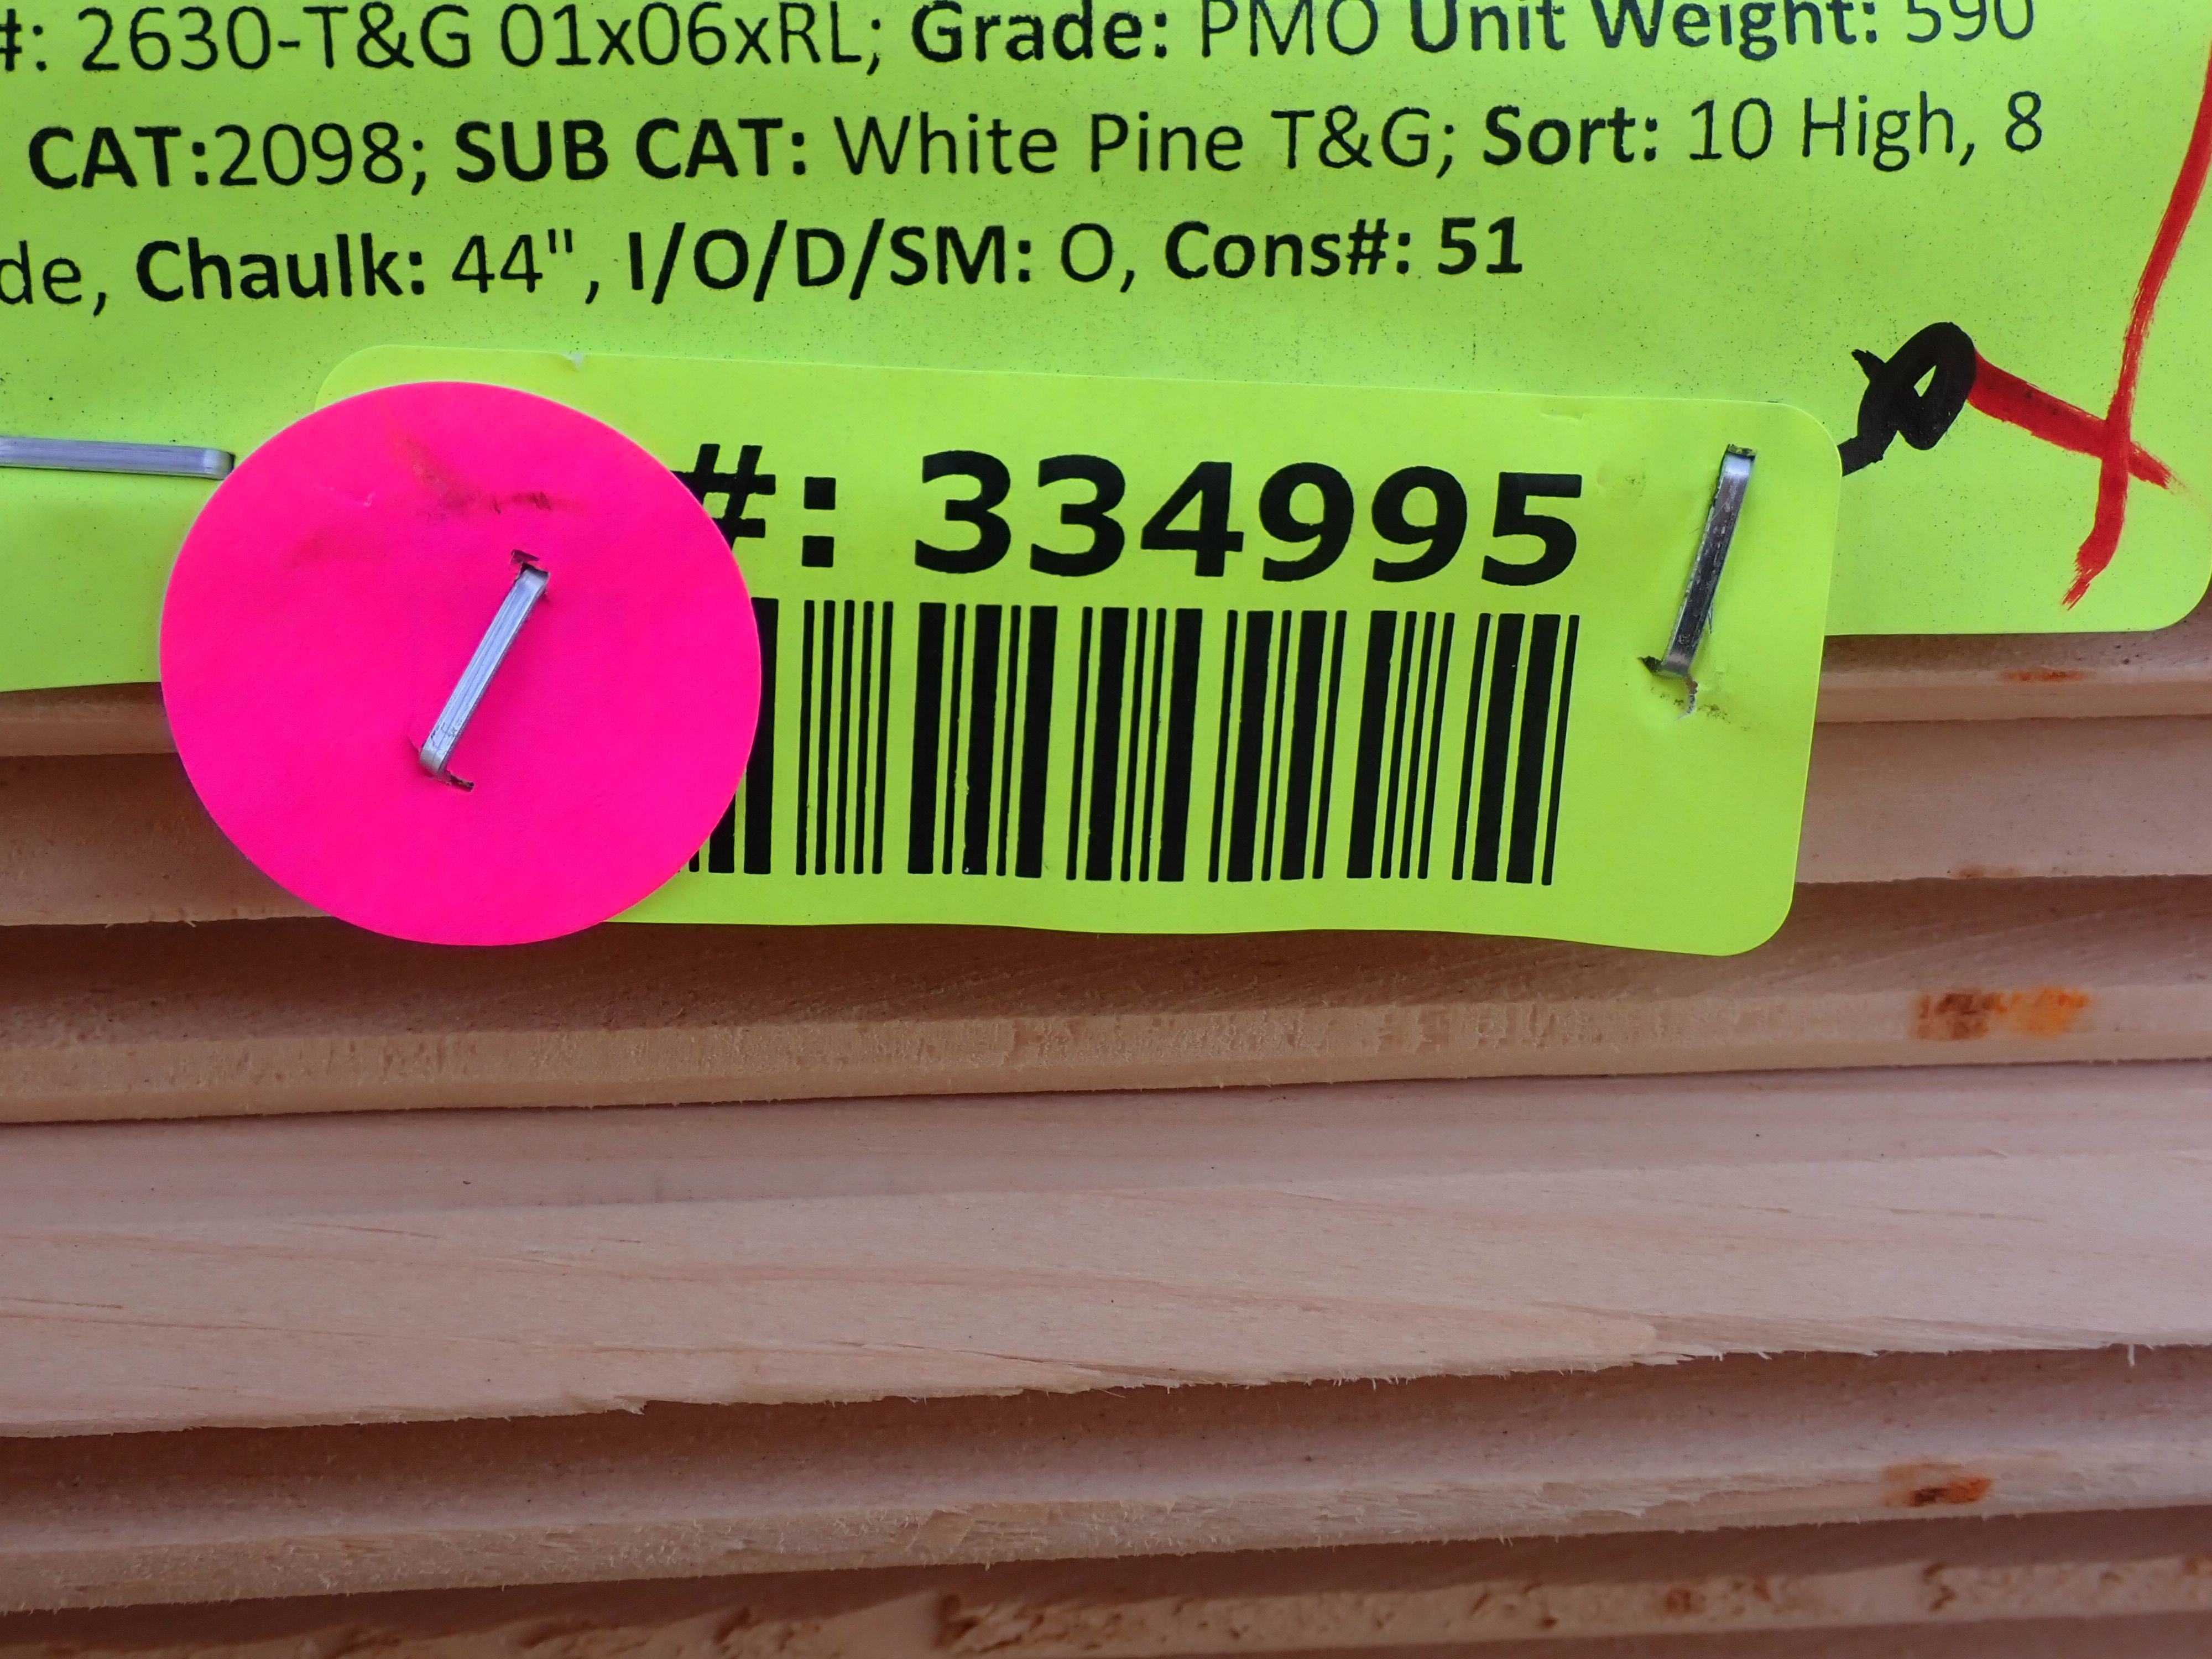 #: 2630-T&G 01x06xRL; Grade: PMO Unit Weight: 590
CAT:2098; SUB CAT: White Pine T&G; Sort: 10 High, 8
de, Chaulk: 44", I/O/D/SM: O, Cons#: 51
#: 334995